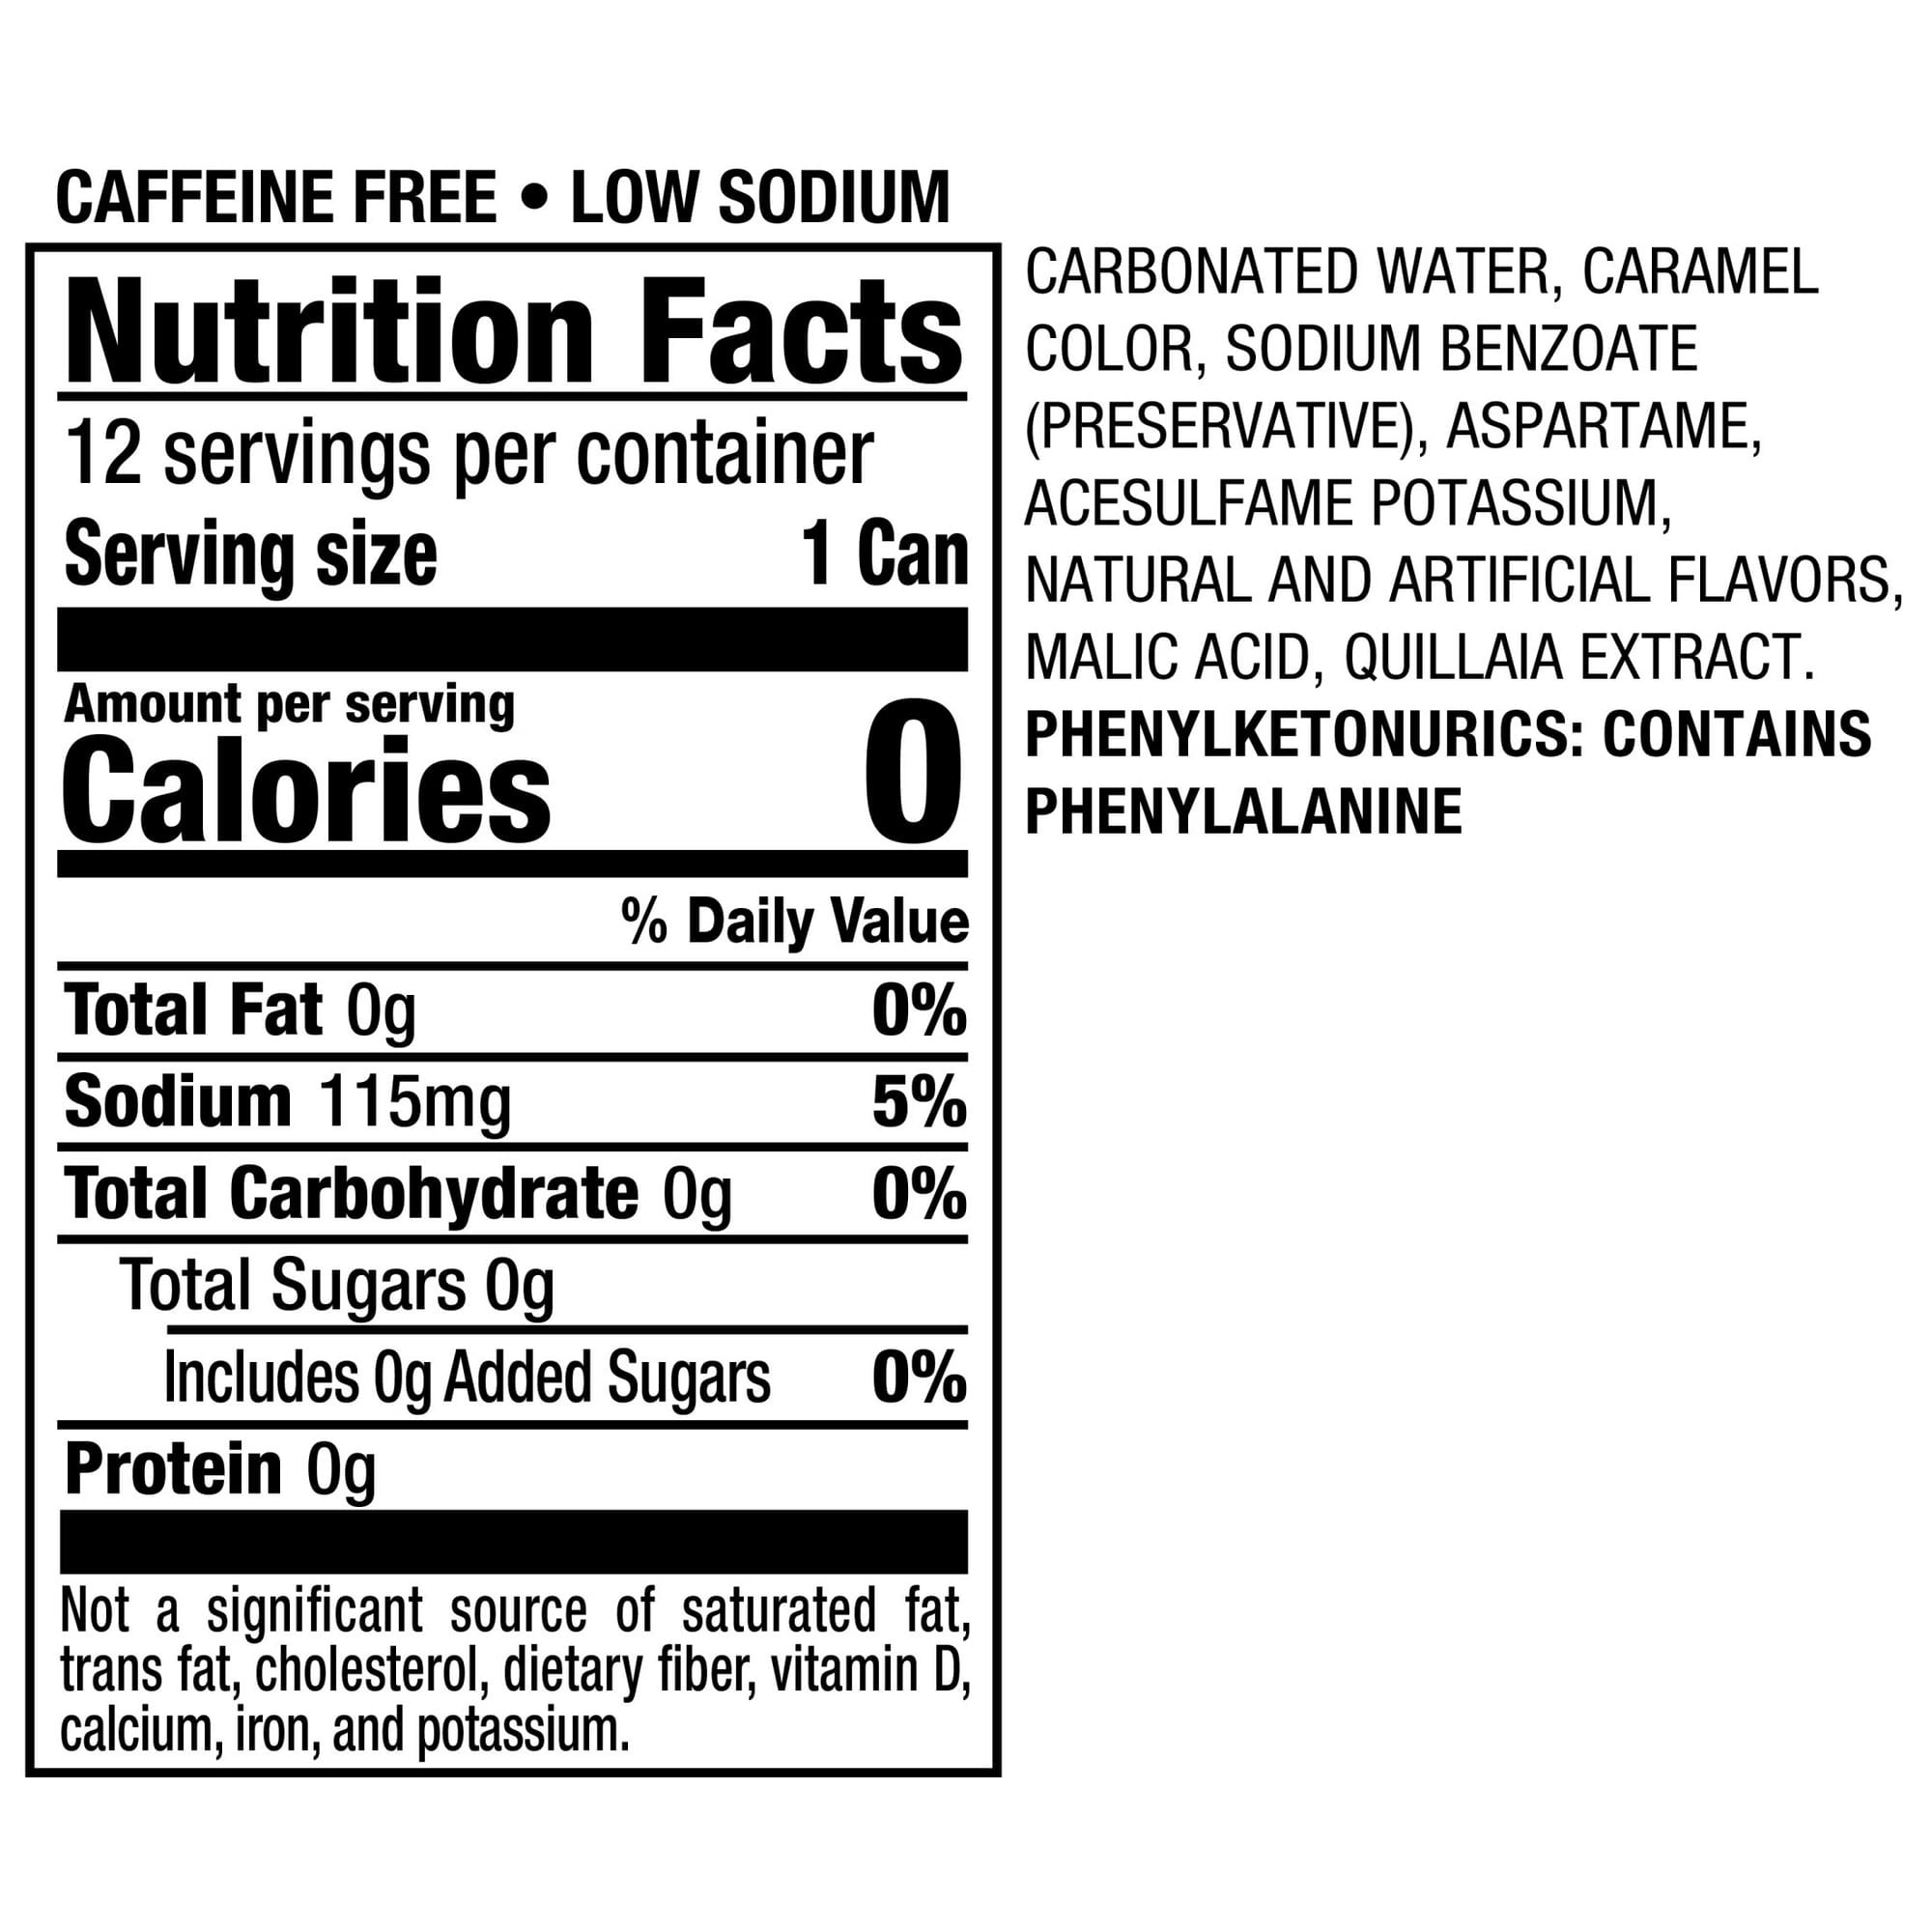 CAFFEINE FREE • LOW SODIUM
Nutrition Facts
12 servings per container
Serving size 1 Can
Amount per serving
Calories 0
% Daily Value
Total Fat 0g 0%
Sodium 115mg 5%
Total Carbohydrate 0g 0%
Total Sugars 0g
Includes 0g Added Sugars 0%
Protein 0g
Not a significant source of saturated fat,
trans fat, cholesterol, dietary fiber, vitamin D,
calcium, iron, and potassium.
CARBONATED WATER, CARAMEL
COLOR, SODIUM BENZOATE
(PRESERVATIVE), ASPARTAME,
ACESULFAME POTASSIUM,
NATURAL AND ARTIFICIAL FLAVORS,
MALIC ACID, QUILLAIA EXTRACT.
PHENYLKETONURICS: CONTAINS
PHENYLALANINE